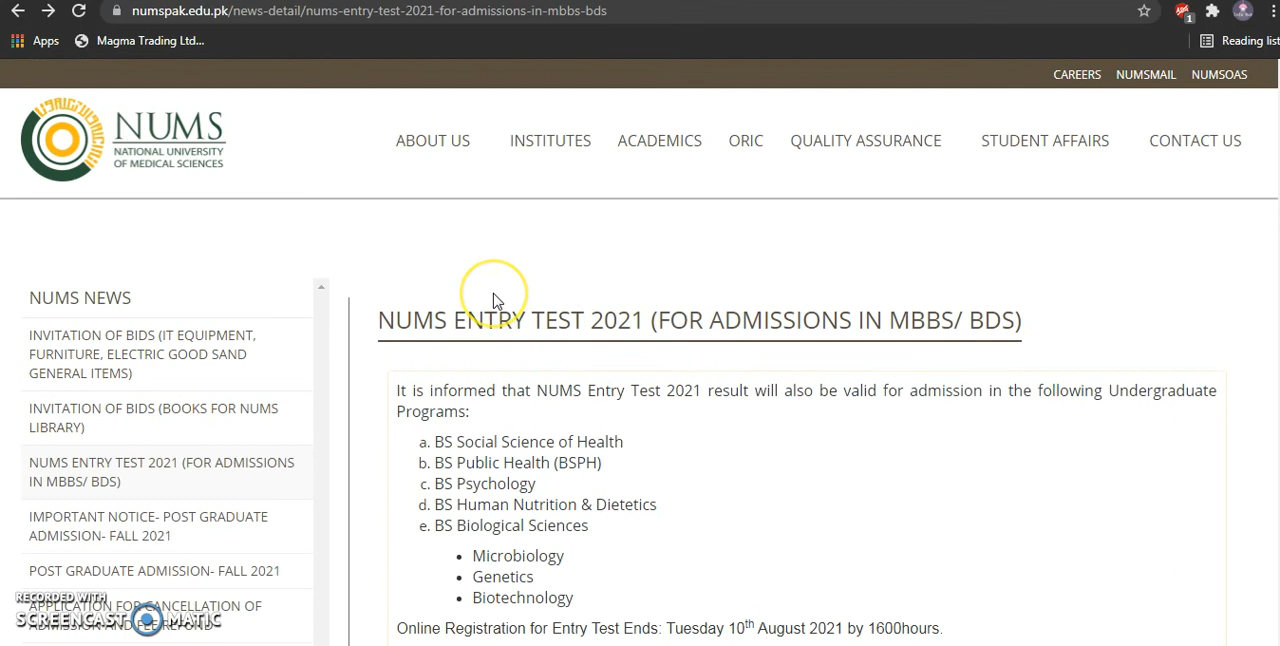 numspak.edu.pk/news-detail/nums-entry-test-2021-for-admissions-in-mbbs-bds
1
Apps
Magma Trading Ltd...
Reading list
CAREERS NUMSMAIL NUMSOAS
NUMS
NATIONAL UNIVERSITY
OF MEDICAL SCIENCES
ABOUT US INSTITUTES ACADEMICS ORIC QUALITY ASSURANCE STUDENT AFFAIRS CONTACT US
NUMS NEWS
INVITATION OF BIDS (IT EQUIPMENT,
FURNITURE, ELECTRIC GOOD SAND
GENERAL ITEMS)
INVITATION OF BIDS (BOOKS FOR NUMS
LIBRARY)
NUMS ENTRY TEST 2021 (FOR ADMISSIONS
IN MBBS/ BDS)
IMPORTANT NOTICE- POST GRADUATE
ADMISSION- FALL 2021
POST GRADUATE ADMISSION- FALL 2021
APPLICATION FOR CANCELLATION OF
ADMISSION AND FEE REFUND
RECORDED WITH
SCREENCAST MATIC
NUMS ENTRY TEST 2021 (FOR ADMISSIONS IN MBBS/ BDS)
It is informed that NUMS Entry Test 2021 result will also be valid for admission in the following Undergraduate
Programs:
a. BS Social Science of Health
b. BS Public Health (BSPH)
c. BS Psychology
d. BS Human Nutrition & Dietetics
e. BS Biological Sciences
• Microbiology
• Genetics
• Biotechnology
Online Registration for Entry Test Ends: Tuesday 10th August 2021 by 1600hours.